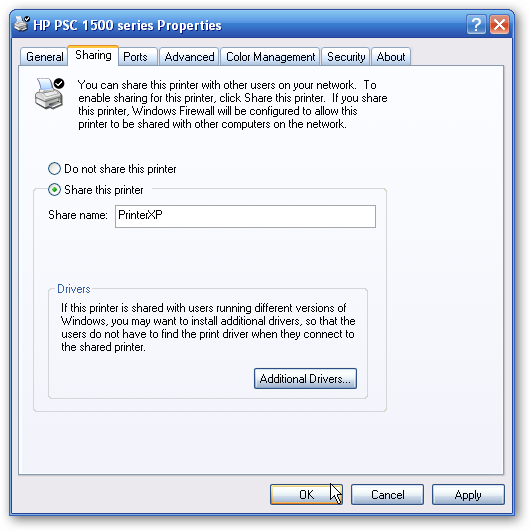 HP PSC 1500 series Properties
General Sharing Ports Advanced Color Management Security About
You can share this printer with other users on your network. To
enable sharing for this printer, click Share this printer. If you share
this printer, Windows Firewall will be configured to allow this
printer to be shared with other computers on the network.
Do not share this printer
Share this printer
Share name: PrinterXP
Drivers
If this printer is shared with users running different versions of
Windows, you may want to install additional drivers, so that the
users do not have to find the print driver when they connect to
the shared printer.
Additional Drivers...
OK Cancel Apply